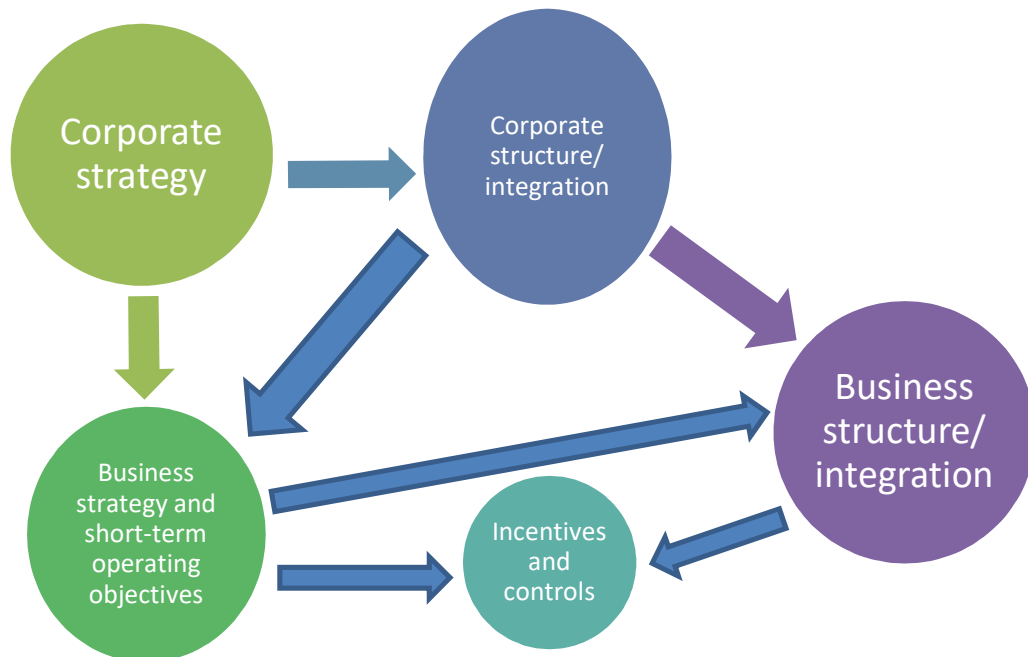 Corporate
strategy
Corporate
structure/
integration
Business
structure/
integration
Business
strategy and
short-term
operating
objectives
Incentives
and
controls